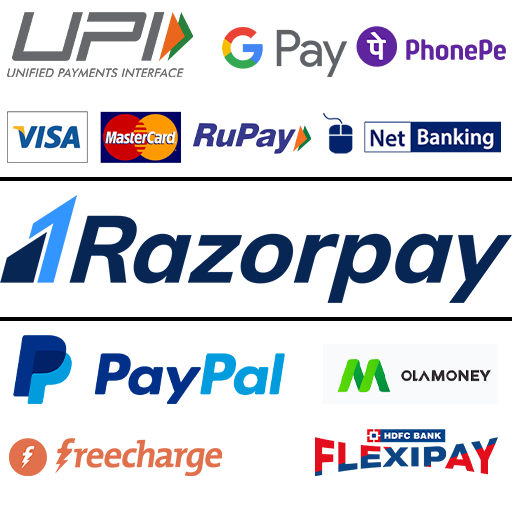 UPI
UNIFIED PAYMENTS INTERFACE
G Pay
पे PhonePe
VISA
MasterCard
RuPay
Net Banking
Razorpay
PayPal
OLAMONEY
freecharge
HDFC BANK
FLEXIPAY